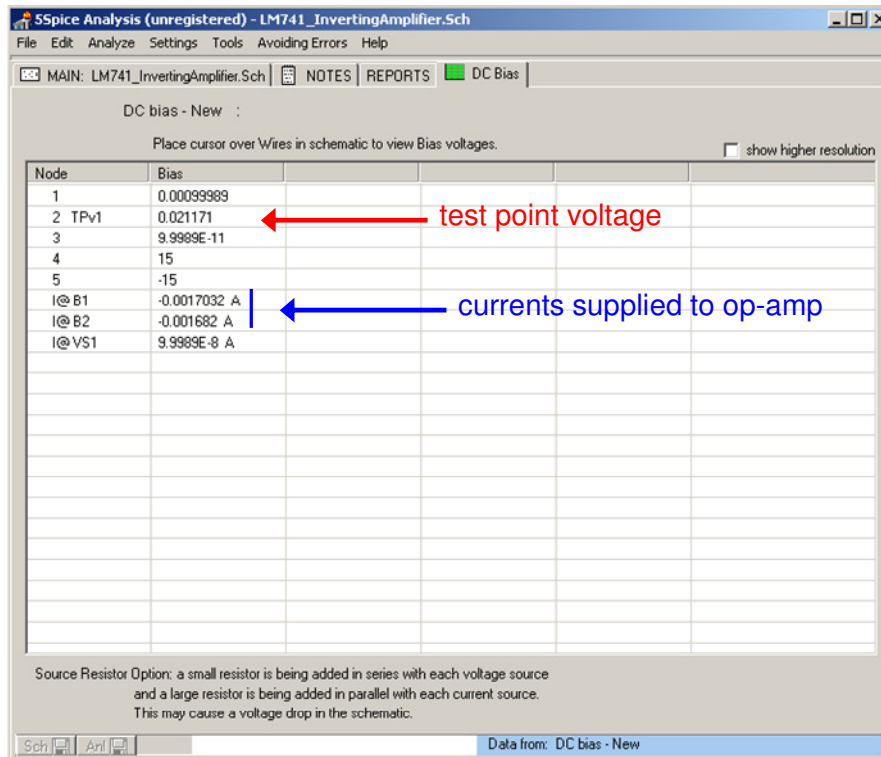 5Spice Analysis (unregistered) - LM741_InvertingAmplifier.Sch
File Edit Analyze Settings Tools Avoiding Errors Help
MAIN: LM741_InvertingAmplifier.Sch NOTES REPORTS DC Bias
DC bias - New :
Place cursor over Wires in schematic to view Bias voltages.
show higher resolution
Node Bias
1 0.00099989
2 TPv1 0.021171 test point voltage
3 9.9989E-11
4 15
5 -15
I@ B1 -0.0017032 A
currents supplied to op-amp
I@ B2 -0.001682 A
I@ VS1 9.9989E-8 A
Source Resistor Option: a small resistor is being added in series with each voltage source
and a large resistor is being added in parallel with each current source.
This may cause a voltage drop in the schematic.
Sch Anl Data from: DC bias - New